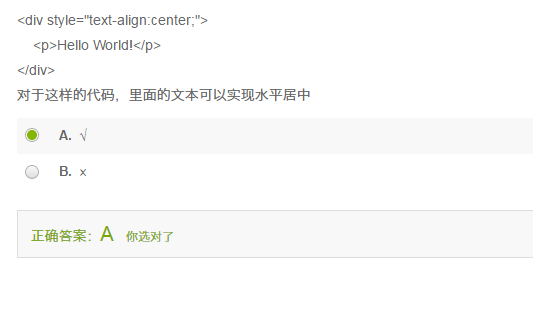 <div style="text-align:center;">
<p>Hello World!</p>
</div>
对于这样的代码，里面的文本可以实现水平居中
A. √
B. x
正确答案：A 你选对了